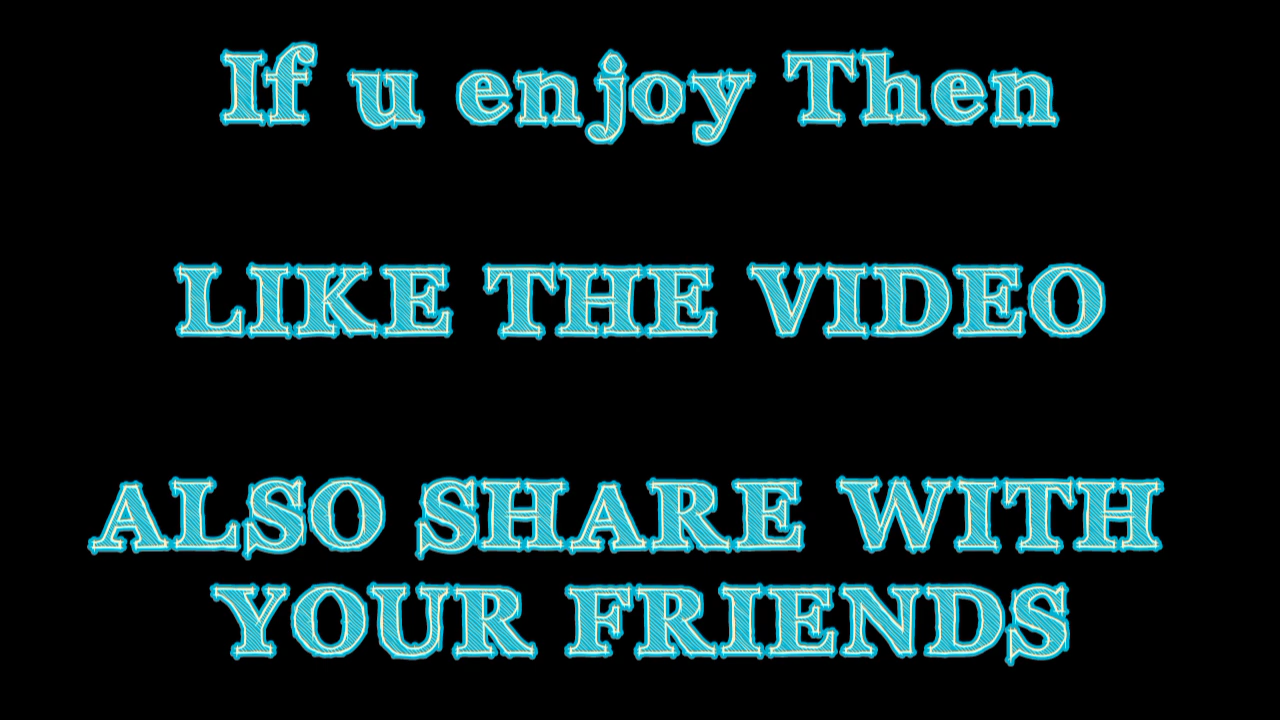 If u enjoy Then
LIKE THE VIDEO
ALSO SHARE WITH
YOUR FRIENDS